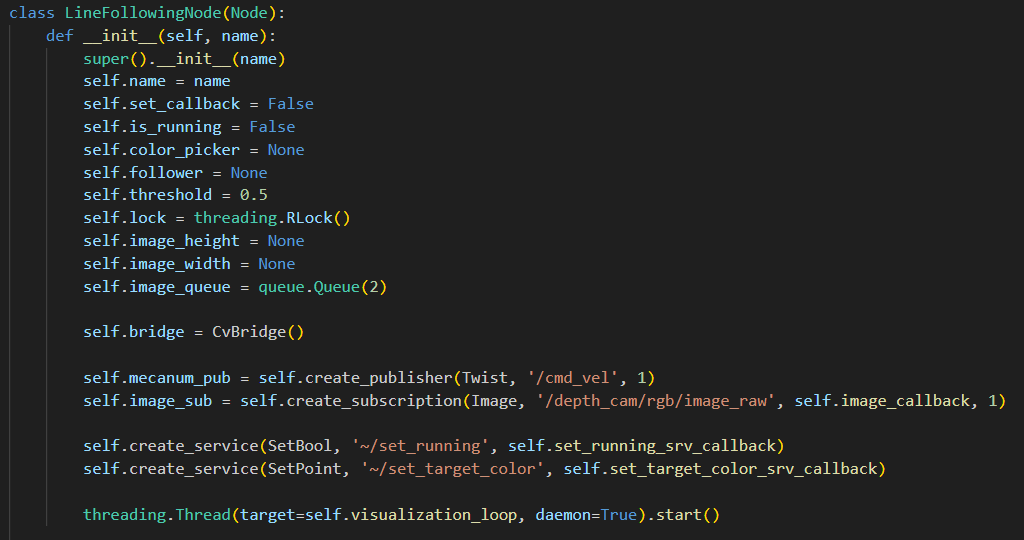 class LineFollowingNode(Node):
    def __init__(self, name):
        super().__init__(name)
        self.name = name
        self.set_callback = False
        self.is_running = False
        self.color_picker = None
        self.follower = None
        self.threshold = 0.5
        self.lock = threading.RLock()
        self.image_height = None
        self.image_width = None
        self.image_queue = queue.Queue(2)

        self.bridge = CvBridge()

        self.mecanum_pub = self.create_publisher(Twist, '/cmd_vel', 1)
        self.image_sub = self.create_subscription(Image, '/depth_cam/rgb/image_raw', self.image_callback, 1)

        self.create_service(SetBool, '~/set_running', self.set_running_srv_callback)
        self.create_service(SetPoint, '~/set_target_color', self.set_target_color_srv_callback)

        threading.Thread(target=self.visualization_loop, daemon=True).start()